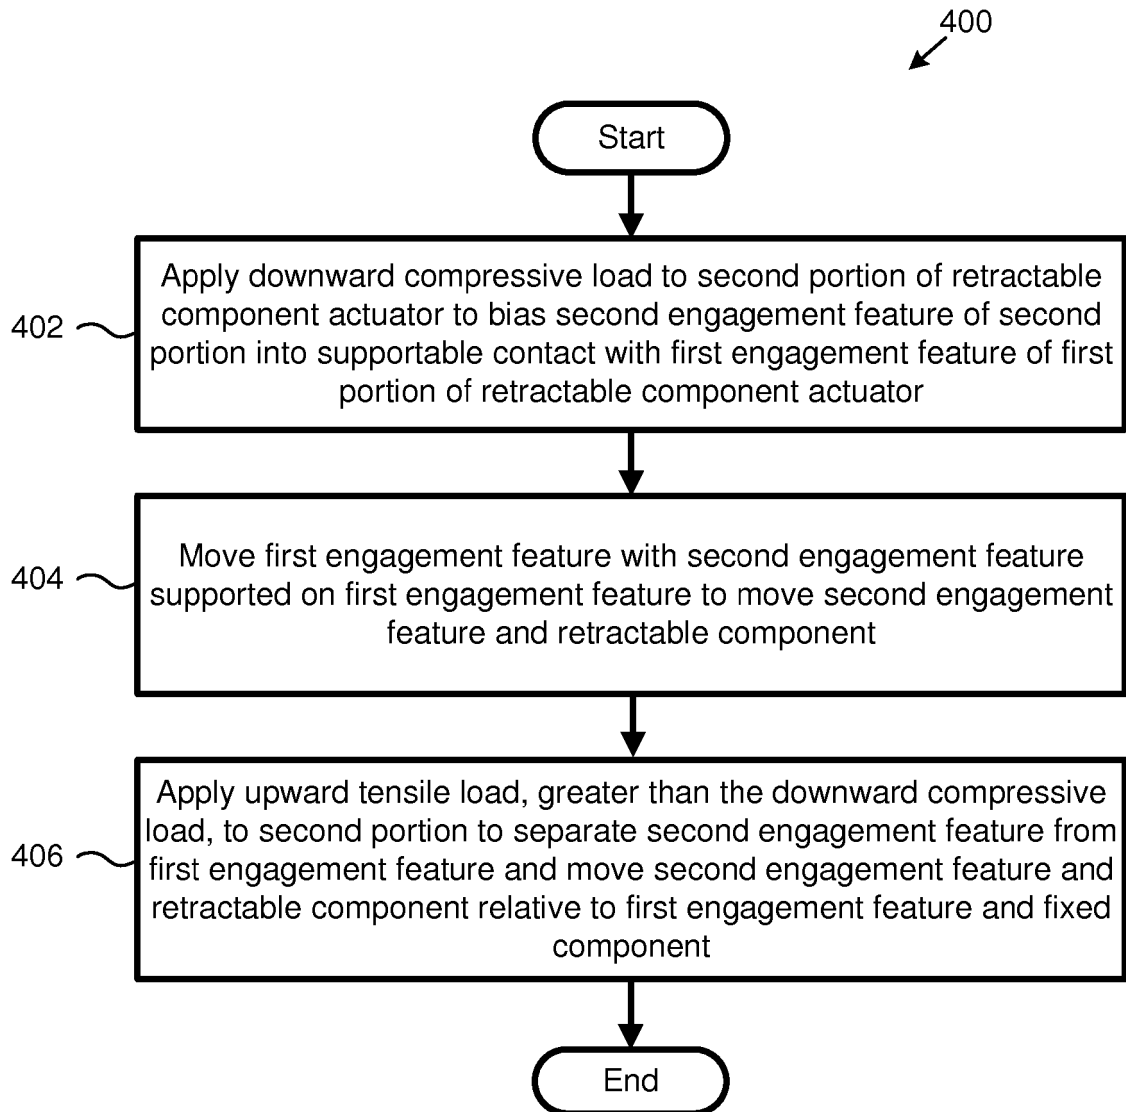 400
Start
402
Apply downward compressive load to second portion of retractable
component actuator to bias second engagement feature of second
portion into supportable contact with first engagement feature of first
portion of retractable component actuator
404
Move first engagement feature with second engagement feature
supported on first engagement feature to move second engagement
feature and retractable component
406
Apply upward tensile load, greater than the downward compressive
load, to second portion to separate second engagement feature from
first engagement feature and move second engagement feature and
retractable component relative to first engagement feature and fixed
component
End